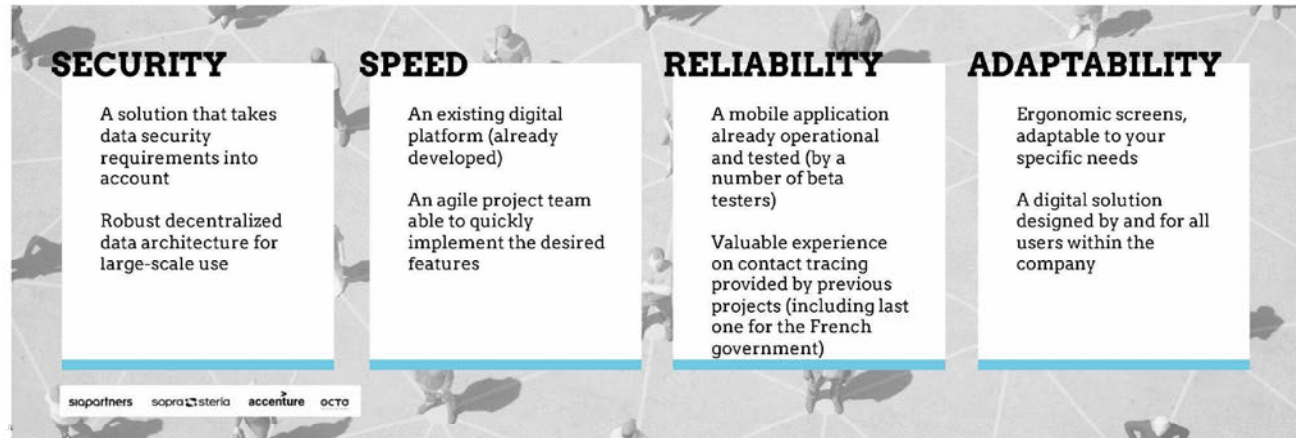 SECURITY
A solution that takes
data security
requirements into
account
Robust decentralized
data architecture for
large-scale use
SPEED
An existing digital
platform (already
developed)
An agile project team
able to quickly
implement the desired
features
RELIABILITY
A mobile application
already operational
and tested (by a
number of beta
testers)
Valuable experience
on contact tracing
provided by previous
projects (including last
one for the French
government)
ADAPTABILITY
Ergonomic screens,
adaptable to your
specific needs
A digital solution
designed by and for all
users within the
company
siapartners sopra steria accenture OCTO